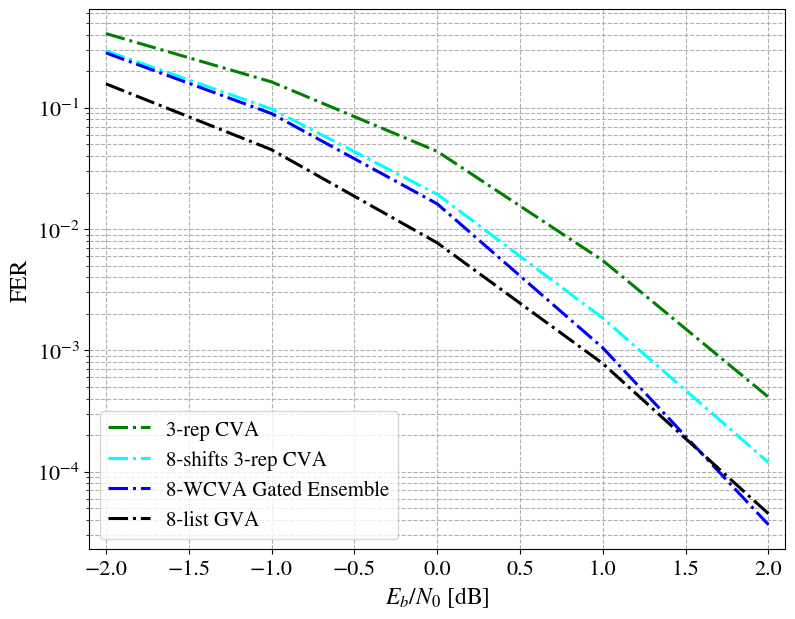 FER
10⁻¹
10⁻²
10⁻³
10⁻⁴
3-rep CVA
8-shifts 3-rep CVA
8-WCVA Gated Ensemble
8-list GVA
−2.0 −1.5 −1.0 −0.5 0.0 0.5 1.0 1.5 2.0
E_b/N_0 [dB]